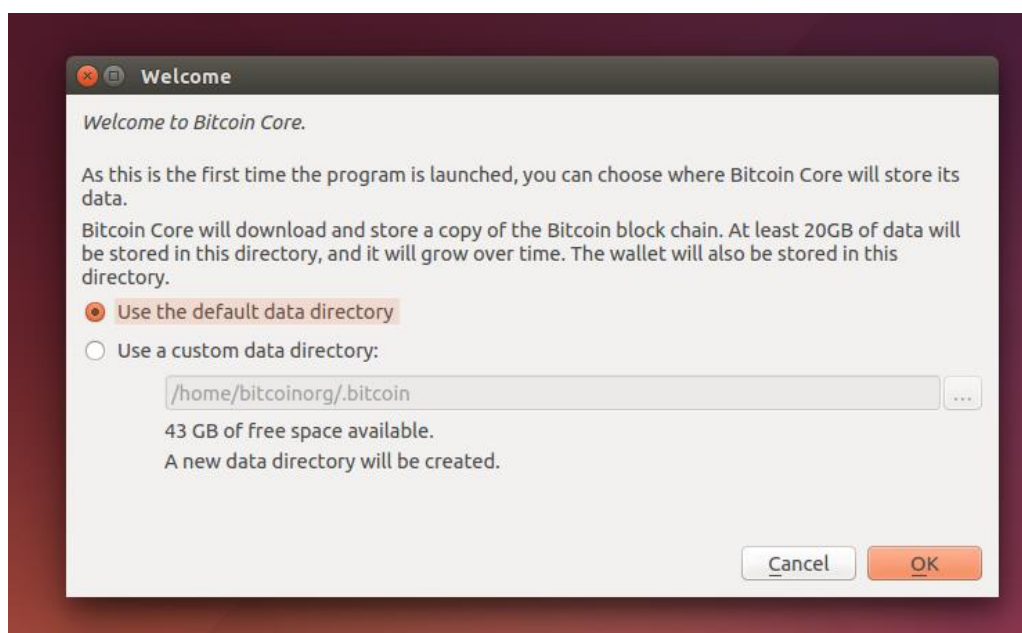 Welcome
Welcome to Bitcoin Core.
As this is the first time the program is launched, you can choose where Bitcoin Core will store its
data.
Bitcoin Core will download and store a copy of the Bitcoin block chain. At least 20GB of data will
be stored in this directory, and it will grow over time. The wallet will also be stored in this
directory.
Use the default data directory
Use a custom data directory:
/home/bitcoinorg/.bitcoin
...
43 GB of free space available.
A new data directory will be created.
Cancel OK